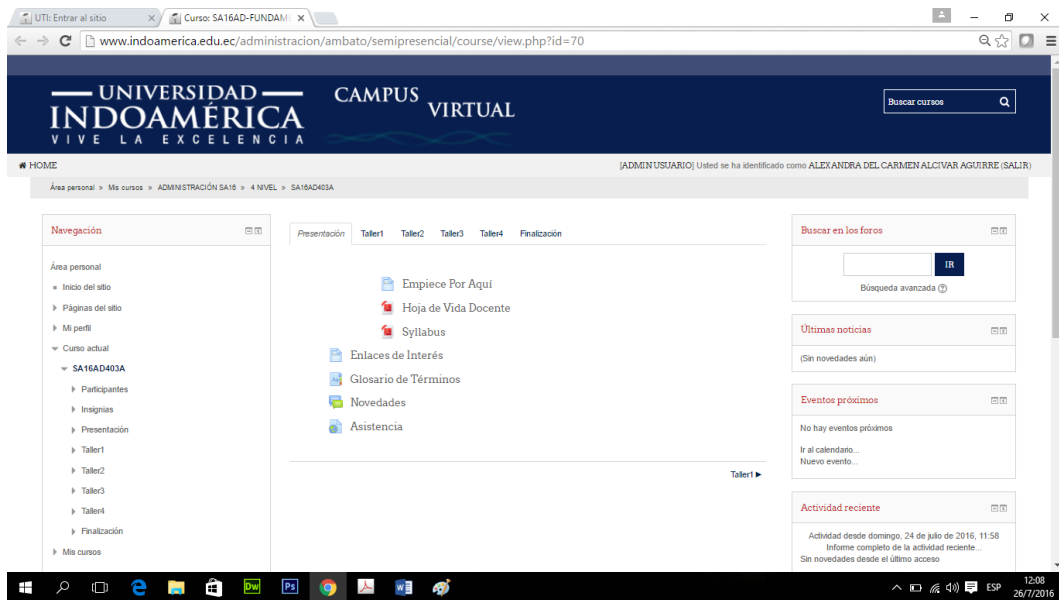 UTI: Entrar al sitio
Curso: SA16AD-FUNDAM
www.indoamerica.edu.ec/administracion/ambato/semipresencial/course/view.php?id=70
UNIVERSIDAD
INDOAMÉRICA
VIVE LA EXCELENCIA
CAMPUS
VIRTUAL
Buscar cursos
HOME
[ADMIN USUARIO] Usted se ha identificado como ALEXANDRA DEL CARMEN ALCIVAR AGUIRRE (SALIR)
Área personal » Mis cursos » ADMINISTRACIÓN SA16 » 4 NIVEL » SA16AD403A
Navegación
Área personal
Inicio del sitio
Páginas del sitio
Mi perfil
Curso actual
SA16AD403A
Participantes
Insignias
Presentación
Taller1
Taller2
Taller3
Taller4
Finalización
Mis cursos
Presentación Taller1 Taller2 Taller3 Taller4 Finalización
Empiece Por Aquí
Hoja de Vida Docente
Syllabus
Enlaces de Interés
Glosario de Términos
Novedades
Asistencia
Taller1 ►
Buscar en los foros
IR
Búsqueda avanzada
Últimas noticias
(Sin novedades aún)
Eventos próximos
No hay eventos próximos
Ir al calendario...
Nuevo evento...
Actividad reciente
Actividad desde domingo, 24 de julio de 2016, 11:58
Informe completo de la actividad reciente...
Sin novedades desde el último acceso
Dw
Ps
ESP
12:08
26/7/2016